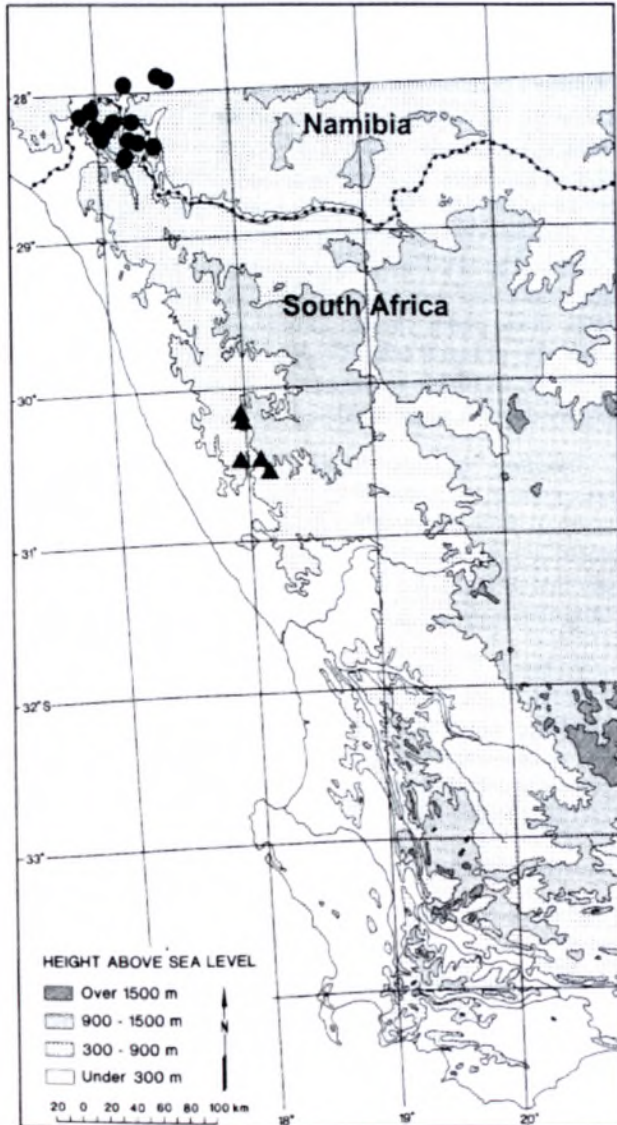 28°
Namibia
29°
South Africa
30°
31°
32°S
33°
HEIGHT ABOVE SEA LEVEL
Over 1500 m
900 - 1500 m
300 - 900 m
Under 300 m
N
20 0 20 40 60 80 100 km
18°
19°
20°